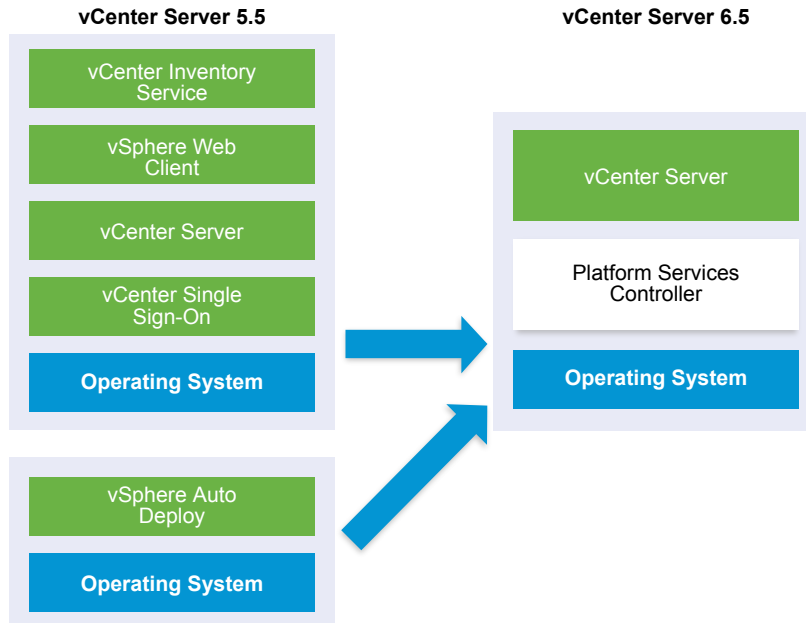 vCenter Server 5.5
vCenter Inventory
Service
vSphere Web
Client
vCenter Server
vCenter Single
Sign-On
Operating System
vSphere Auto
Deploy
Operating System
vCenter Server 6.5
vCenter Server
Platform Services
Controller
Operating System